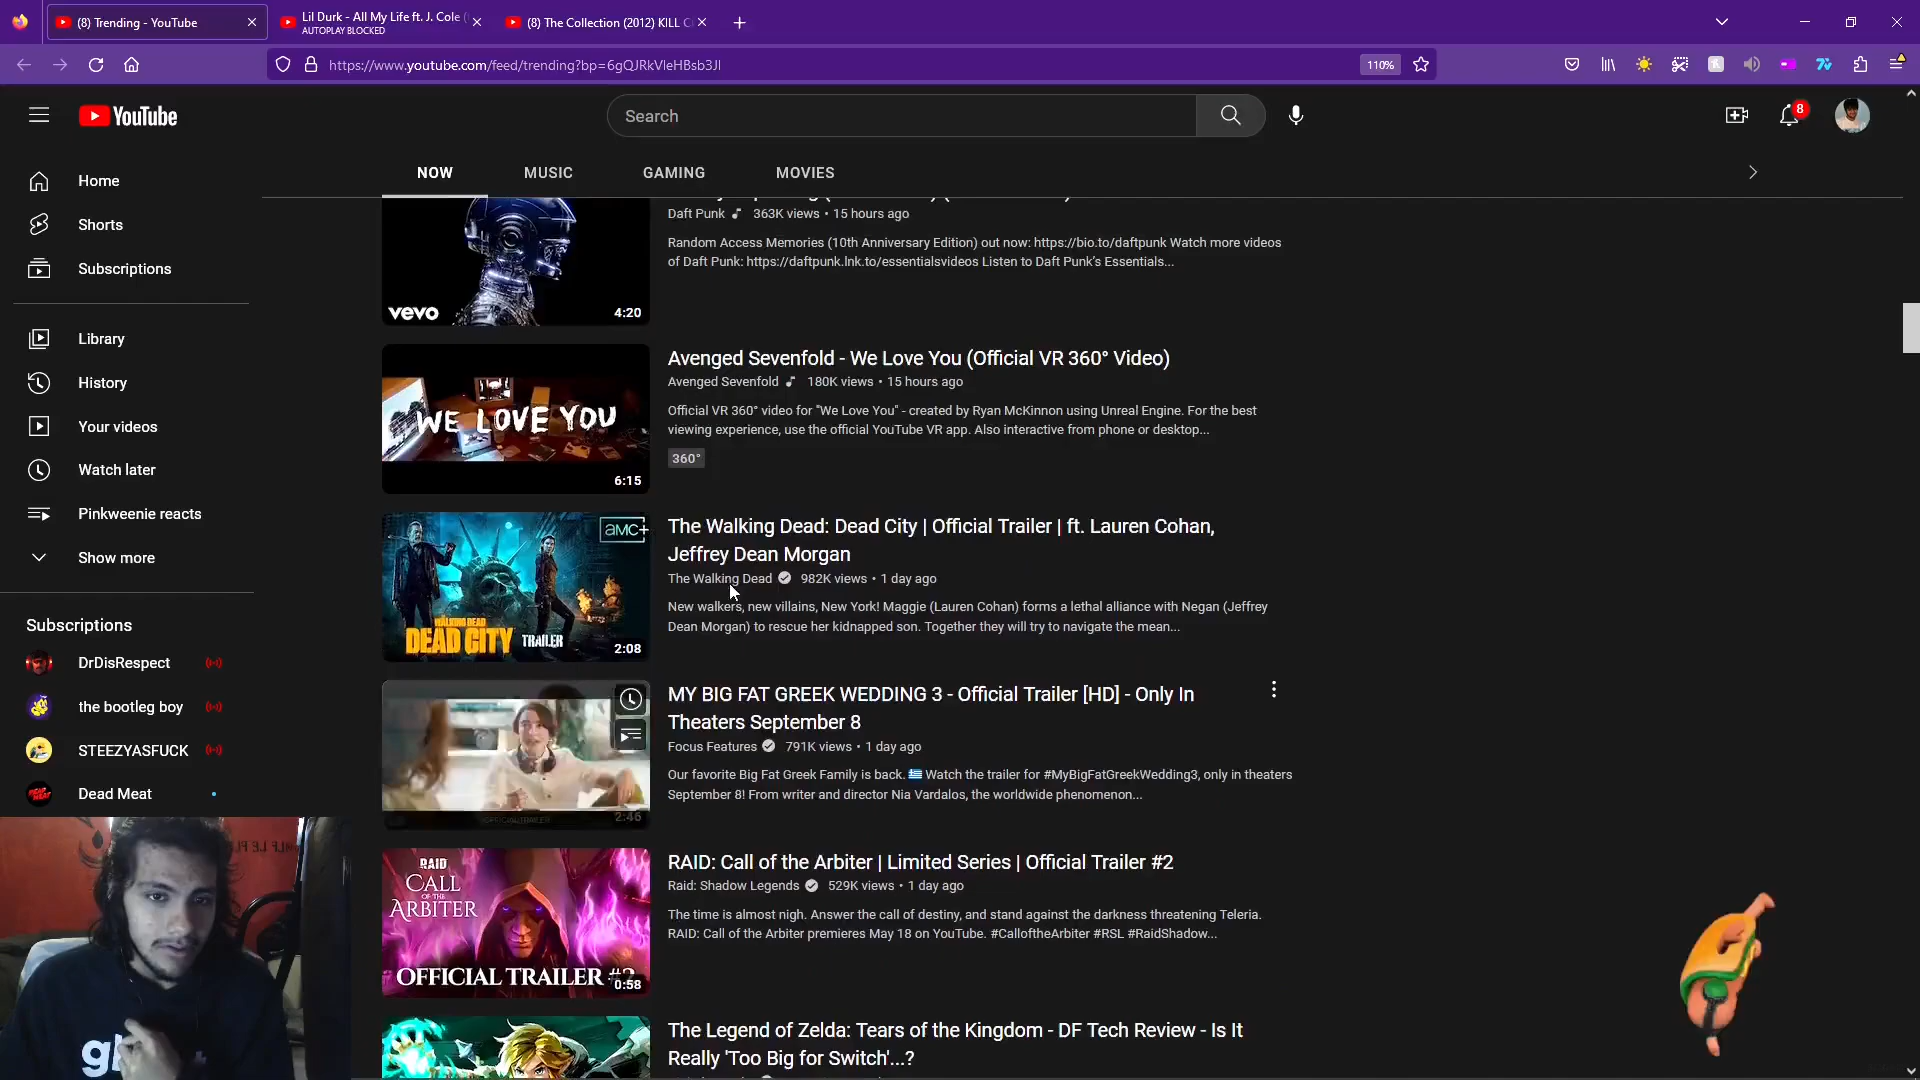 (8) Trending - YouTube
Lil Durk - All My Life ft. J. Cole
AUTOPLAY BLOCKED
(8) The Collection (2012) KILL C
https://www.youtube.com/feed/trending?bp=6gQJRkVleHBsb3Jl
110%
YouTube
Search
8
NOW
MUSIC
GAMING
MOVIES
Home
Shorts
Subscriptions
Library
History
Your videos
Watch later
Pinkweenie reacts
Show more
Subscriptions
DrDisRespect
the bootleg boy
STEEZYASFUCK
Dead Meat
vevo
4:20
Daft Punk 363K views • 15 hours ago
Random Access Memories (10th Anniversary Edition) out now: https://bio.to/daftpunk Watch more videos
of Daft Punk: https://daftpunk.lnk.to/essentialsvideos Listen to Daft Punk's Essentials...
WE LOVE YOU
6:15
Avenged Sevenfold - We Love You (Official VR 360° Video)
Avenged Sevenfold 180K views • 15 hours ago
Official VR 360° video for "We Love You" - created by Ryan McKinnon using Unreal Engine. For the best
viewing experience, use the official YouTube VR app. Also interactive from phone or desktop...
360°
amc+
WALKING DEAD
DEAD CITY TRAILER
2:08
The Walking Dead: Dead City | Official Trailer | ft. Lauren Cohan,
Jeffrey Dean Morgan
The Walking Dead 982K views • 1 day ago
New walkers, new villains, New York! Maggie (Lauren Cohan) forms a lethal alliance with Negan (Jeffrey
Dean Morgan) to rescue her kidnapped son. Together they will try to navigate the mean...
2:46
MY BIG FAT GREEK WEDDING 3 - Official Trailer [HD] - Only In
Theaters September 8
Focus Features 791K views • 1 day ago
Our favorite Big Fat Greek Family is back. Watch the trailer for #MyBigFatGreekWedding3, only in theaters
September 8! From writer and director Nia Vardalos, the worldwide phenomenon...
RAID
CALL
OF THE
ARBITER
OFFICIAL TRAILER #2
0:58
RAID: Call of the Arbiter | Limited Series | Official Trailer #2
Raid: Shadow Legends 529K views • 1 day ago
The time is almost nigh. Answer the call of destiny, and stand against the darkness threatening Teleria.
RAID: Call of the Arbiter premieres May 18 on YouTube. #CalloftheArbiter #RSL #RaidShadow...
The Legend of Zelda: Tears of the Kingdom - DF Tech Review - Is It
Really 'Too Big for Switch'...?